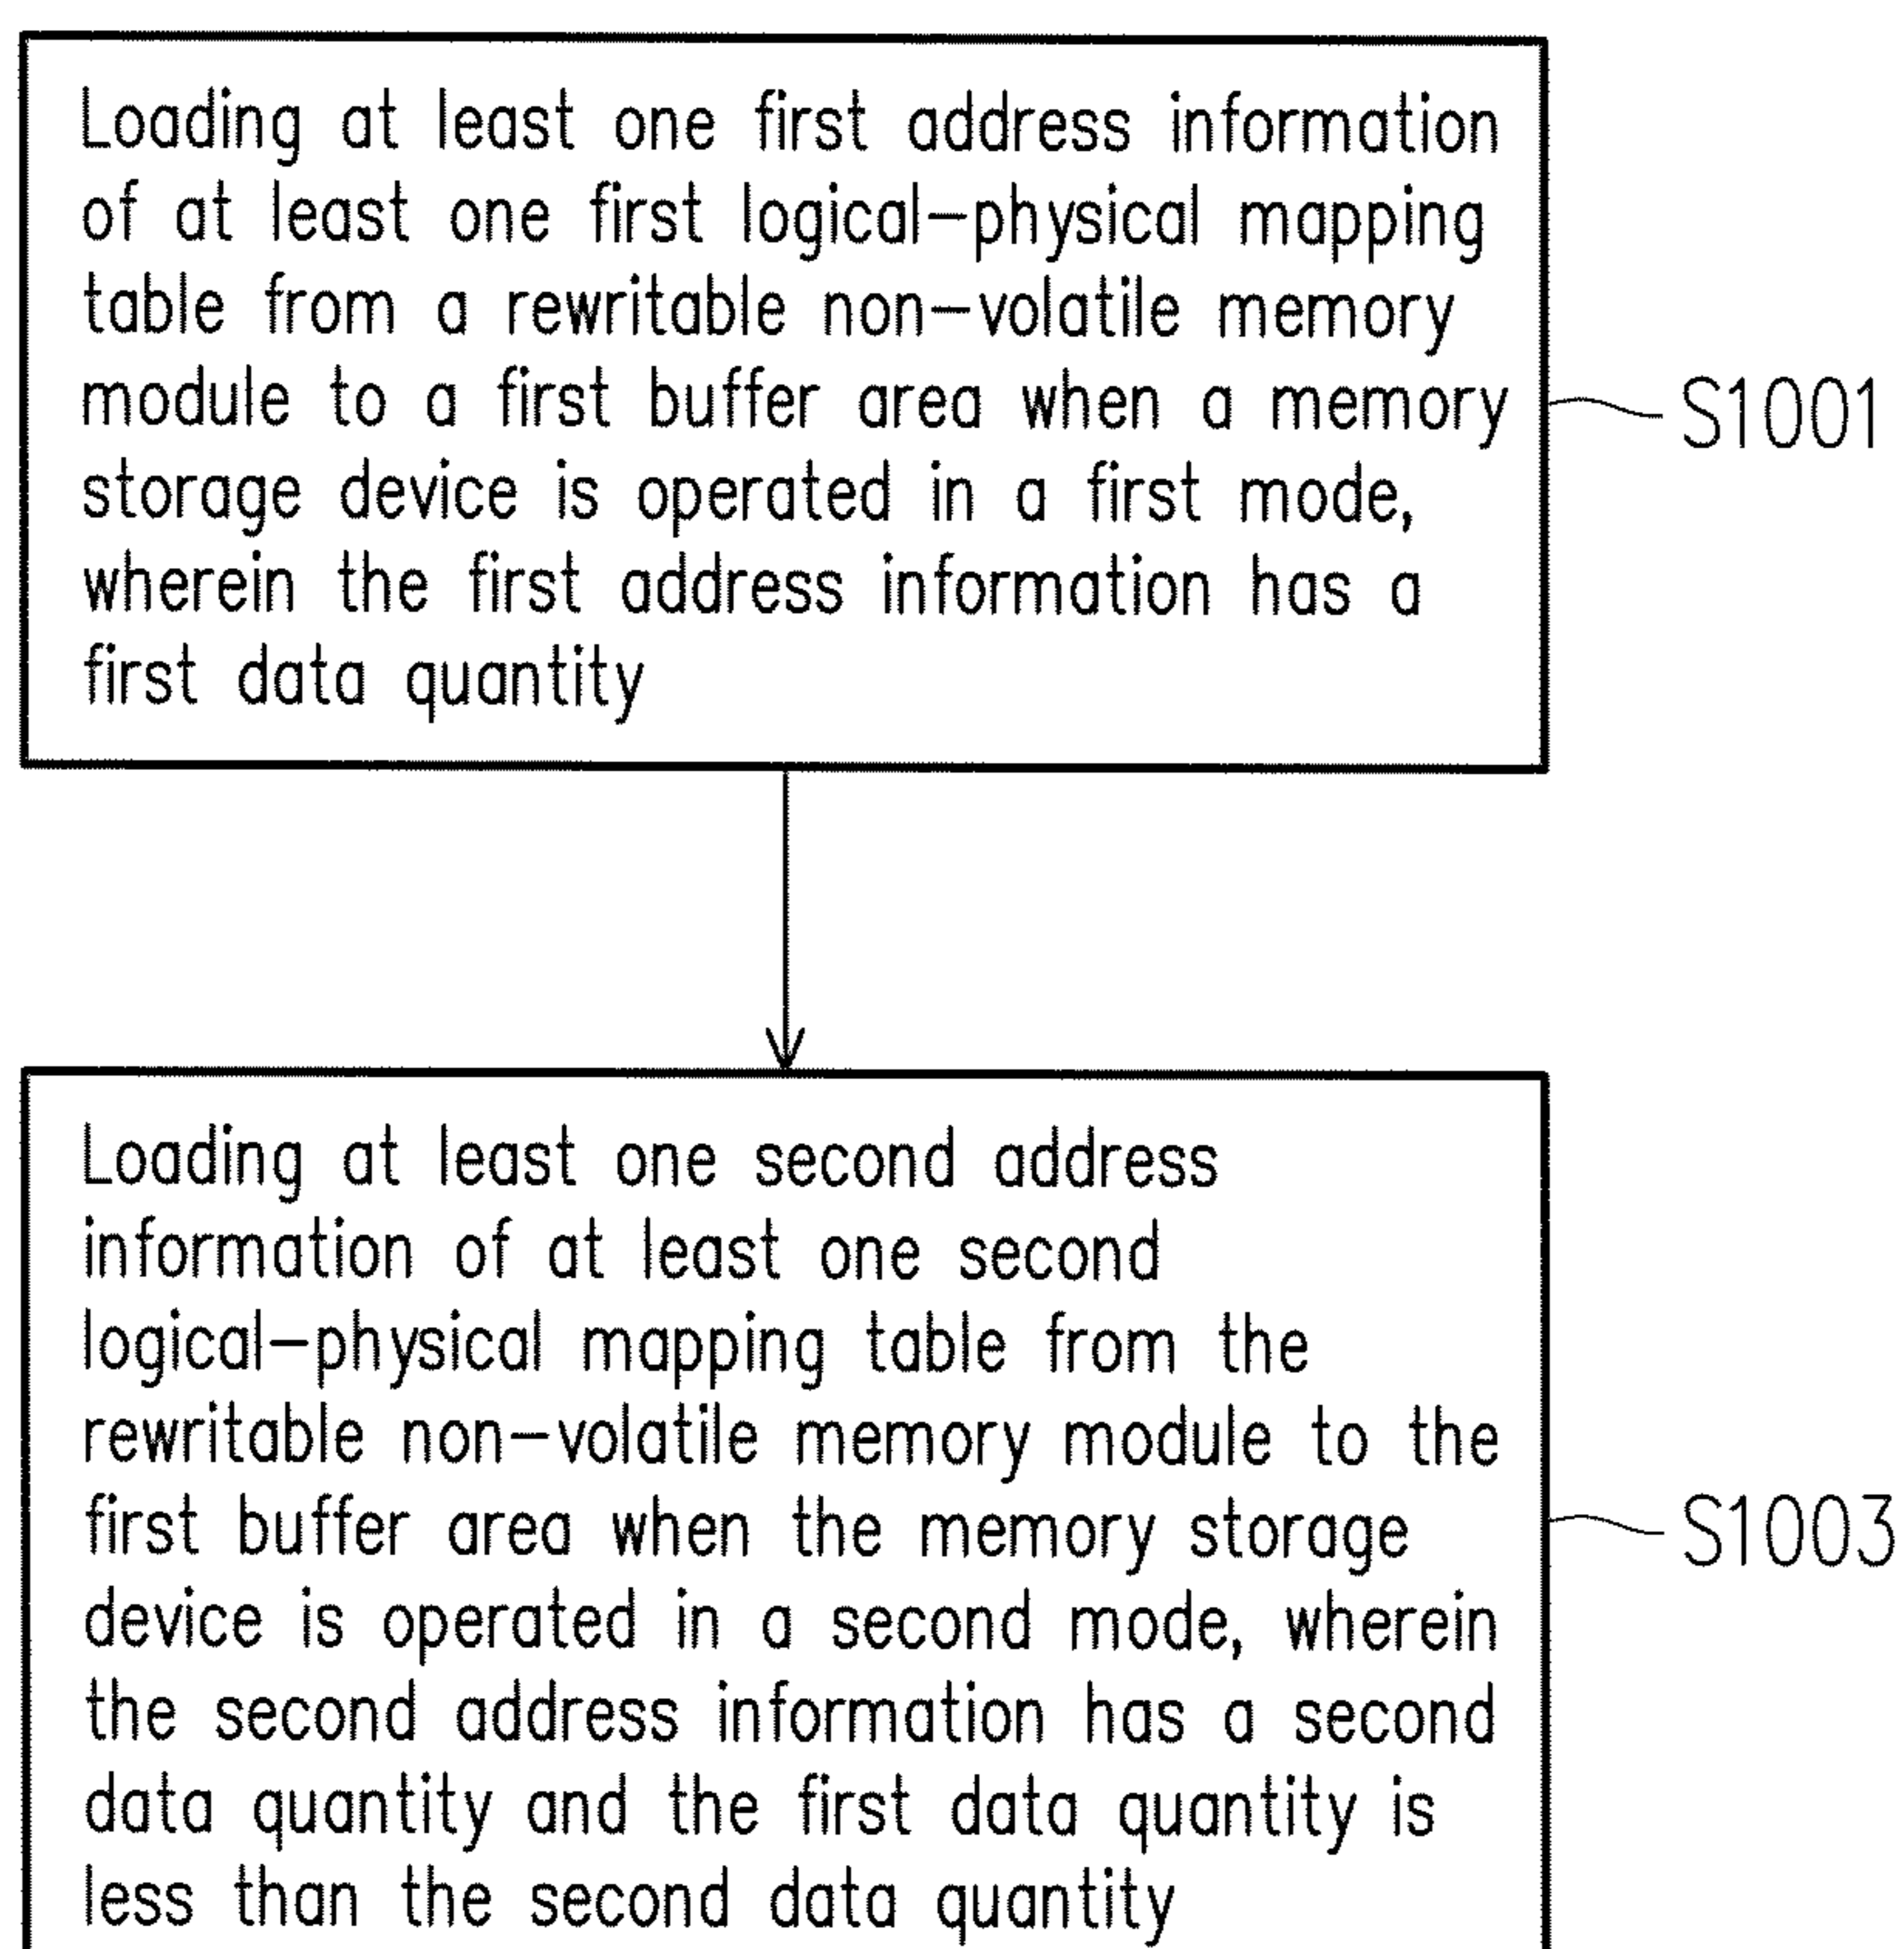 Loading at least one first address information
of at least one first logical-physical mapping
table from a rewritable non-volatile memory
module to a first buffer area when a memory
storage device is operated in a first mode,
wherein the first address information has a
first data quantity
S1001
Loading at least one second address
information of at least one second
logical-physical mapping table from the
rewritable non-volatile memory module to the
first buffer area when the memory storage
device is operated in a second mode, wherein
the second address information has a second
data quantity and the first data quantity is
less than the second data quantity
S1003